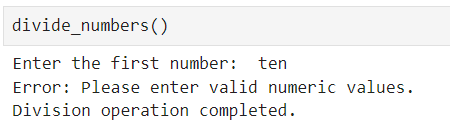 divide_numbers()
Enter the first number:  ten
Error: Please enter valid numeric values.
Division operation completed.